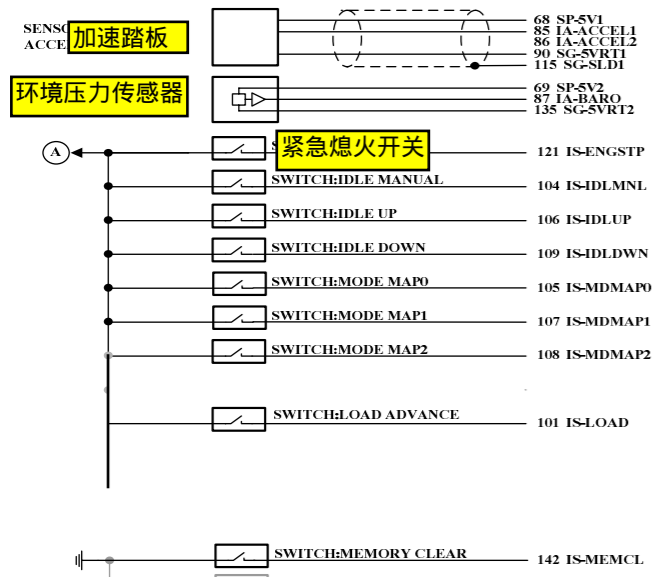 68 SP-5V1
SENSO
85 IA-ACCEL1
ACCE
加速踏板
86 IA-ACCEL2
90 SG-5VRT1
115 SG-SLD1
环境压力传感器
69 SP-5V2
87 IA-BARO
135 SG-5VRT2
A
S
紧急熄火开关
121 IS-ENGSTP
SWITCH:IDLE MANUAL
104 IS-IDLMNL
SWITCH:IDLE UP
106 IS-IDLUP
SWITCH:IDLE DOWN
109 IS-IDLDWN
SWITCH:MODE MAP0
105 IS-MDMAP0
SWITCH:MODE MAP1
107 IS-MDMAP1
SWITCH:MODE MAP2
108 IS-MDMAP2
SWITCH:LOAD ADVANCE
101 IS-LOAD
SWITCH:MEMORY CLEAR
142 IS-MEMCL